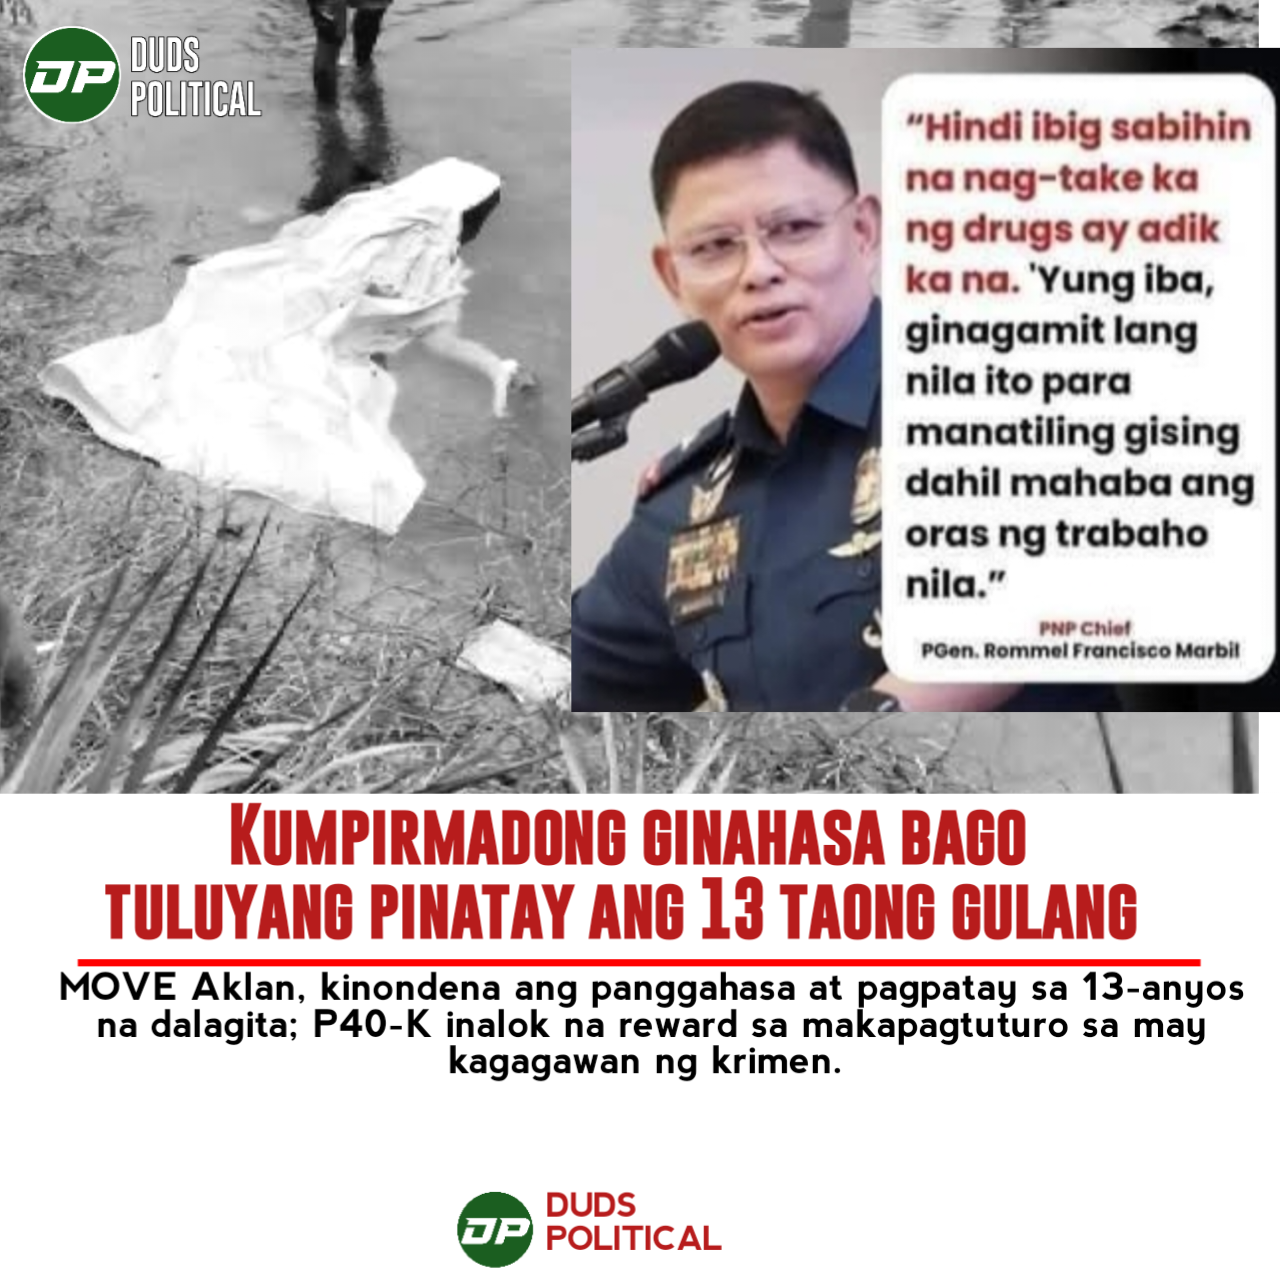 DP DUDS
POLITICAL
“Hindi ibig sabihin
na nag-take ka
ng drugs ay adik
ka na. 'Yung iba,
ginagamit lang
nila ito para
manatiling gising
dahil mahaba ang
oras ng trabaho
nila.”
PNP Chief
PGen. Rommel Francisco Marbil
KUMPIRMADONG GINAHASA BAGO
TULUYANG PINATAY ANG 13 TAONG GULANG
MOVE Aklan, kinondena ang panggahasa at pagpatay sa 13-anyos
na dalagita; P40-K inalok na reward sa makapagtuturo sa may
kagagawan ng krimen.
DP DUDS
POLITICAL